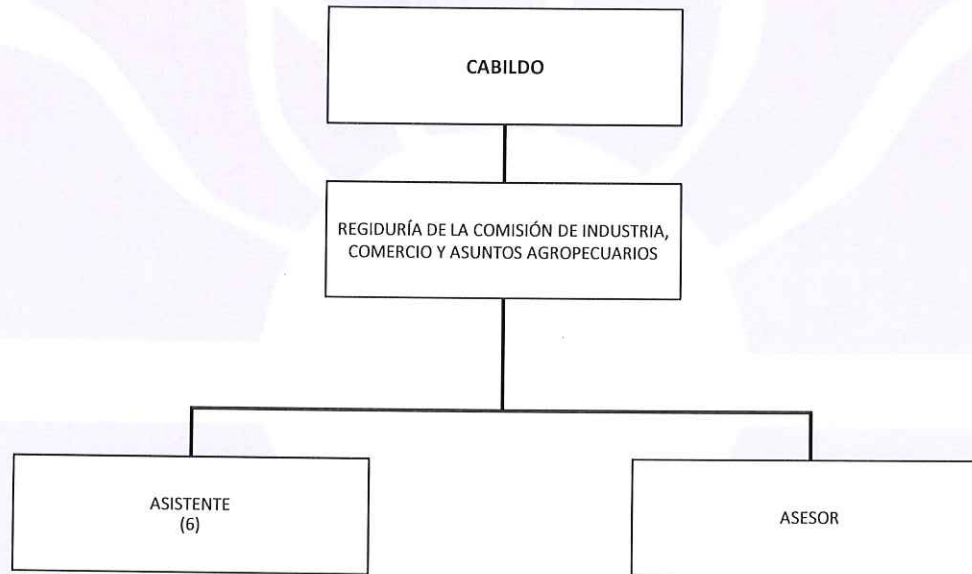 CABILDO
REGIDURÍA DE LA COMISIÓN DE INDUSTRIA,
COMERCIO Y ASUNTOS AGROPECUARIOS
ASISTENTE
(6)
ASESOR